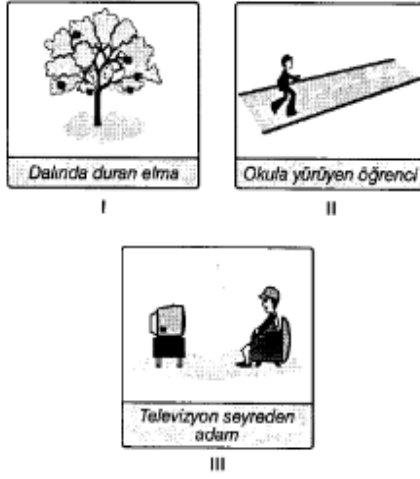 Dalında duran elma
I
Okula yürüyen öğrenci
II
Televizyon seyreden
adam
III